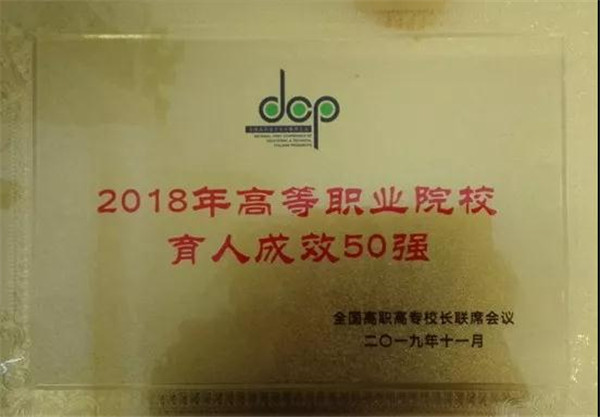 dcp
2018年高等职业院校
育人成效50强
全国高职高专校长联席会议
二〇一九年十一月